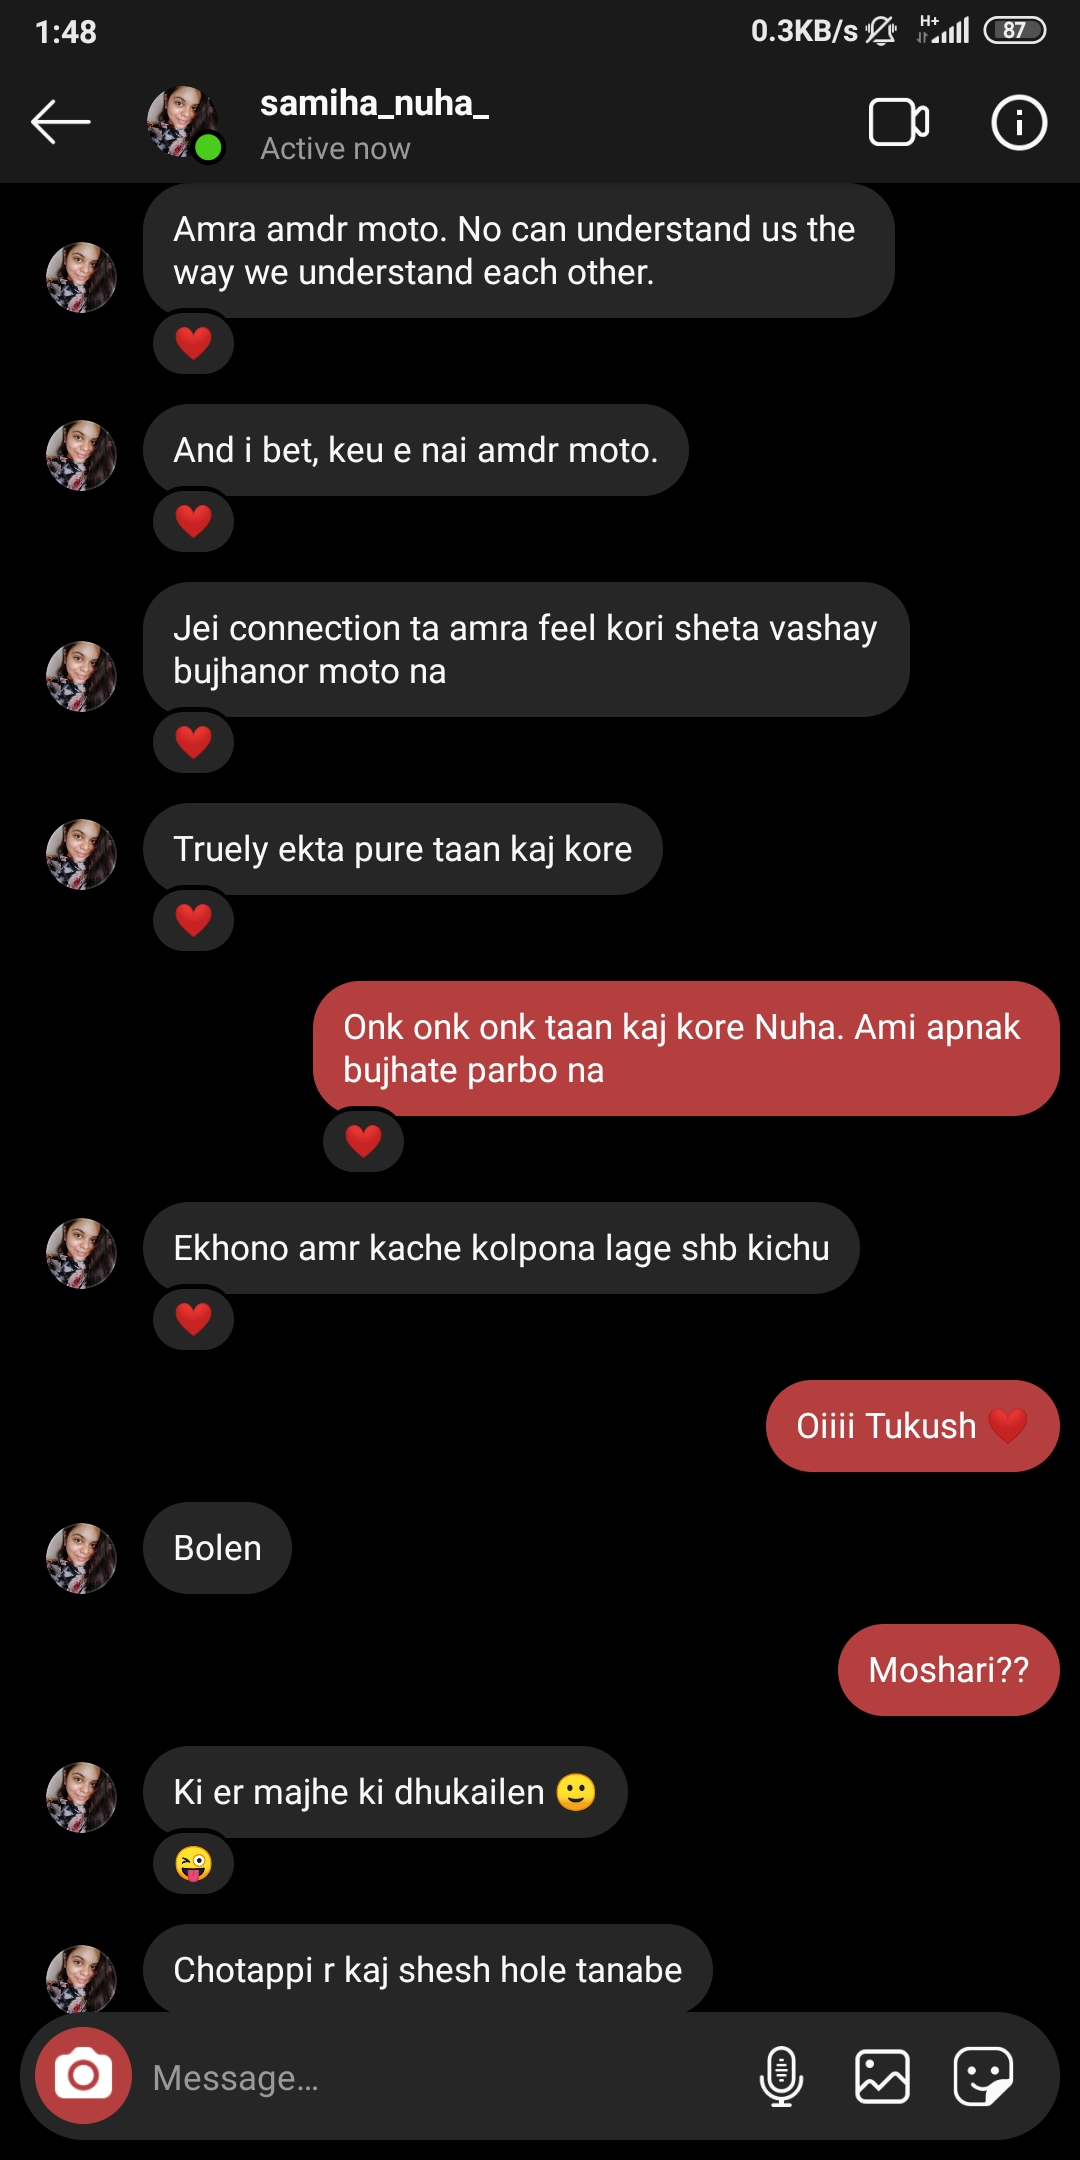 1:48
0.3KB/s H+ 87
samiha_nuha_
Active now
Amra amdr moto. No can understand us the
way we understand each other.
❤️
And i bet, keu e nai amdr moto.
❤️
Jei connection ta amra feel kori sheta vashay
bujhanor moto na
❤️
Truely ekta pure taan kaj kore
❤️
Onk onk onk taan kaj kore Nuha. Ami apnak
bujhate parbo na
❤️
Ekhono amr kache kolpona lage shb kichu
❤️
Oiiii Tukush ❤️
Bolen
Moshari??
Ki er majhe ki dhukailen 🙂
😜
Chotappi r kaj shesh hole tanabe
Message...